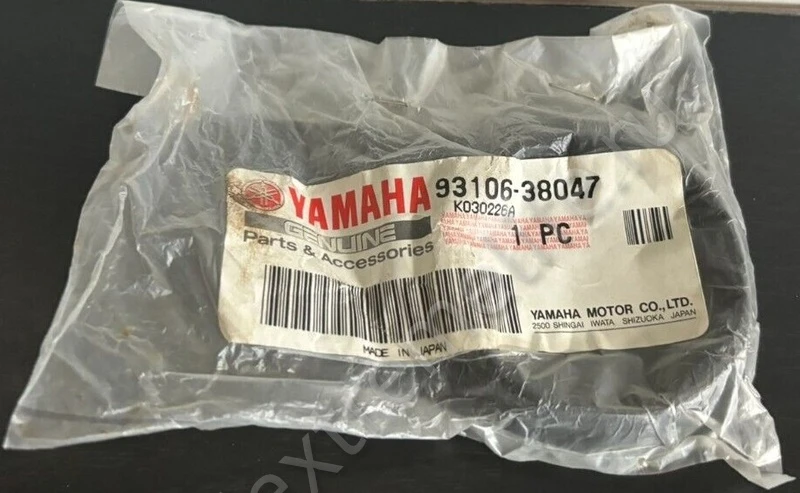 YAMAHA 93106-38047
K030226A
GENUINE
Parts & Accessories
1 PC
YAMAHA MOTOR CO.,LTD.
2500 SHINGAI IWATA SHIZUOKA JAPAN
MADE IN JAPAN